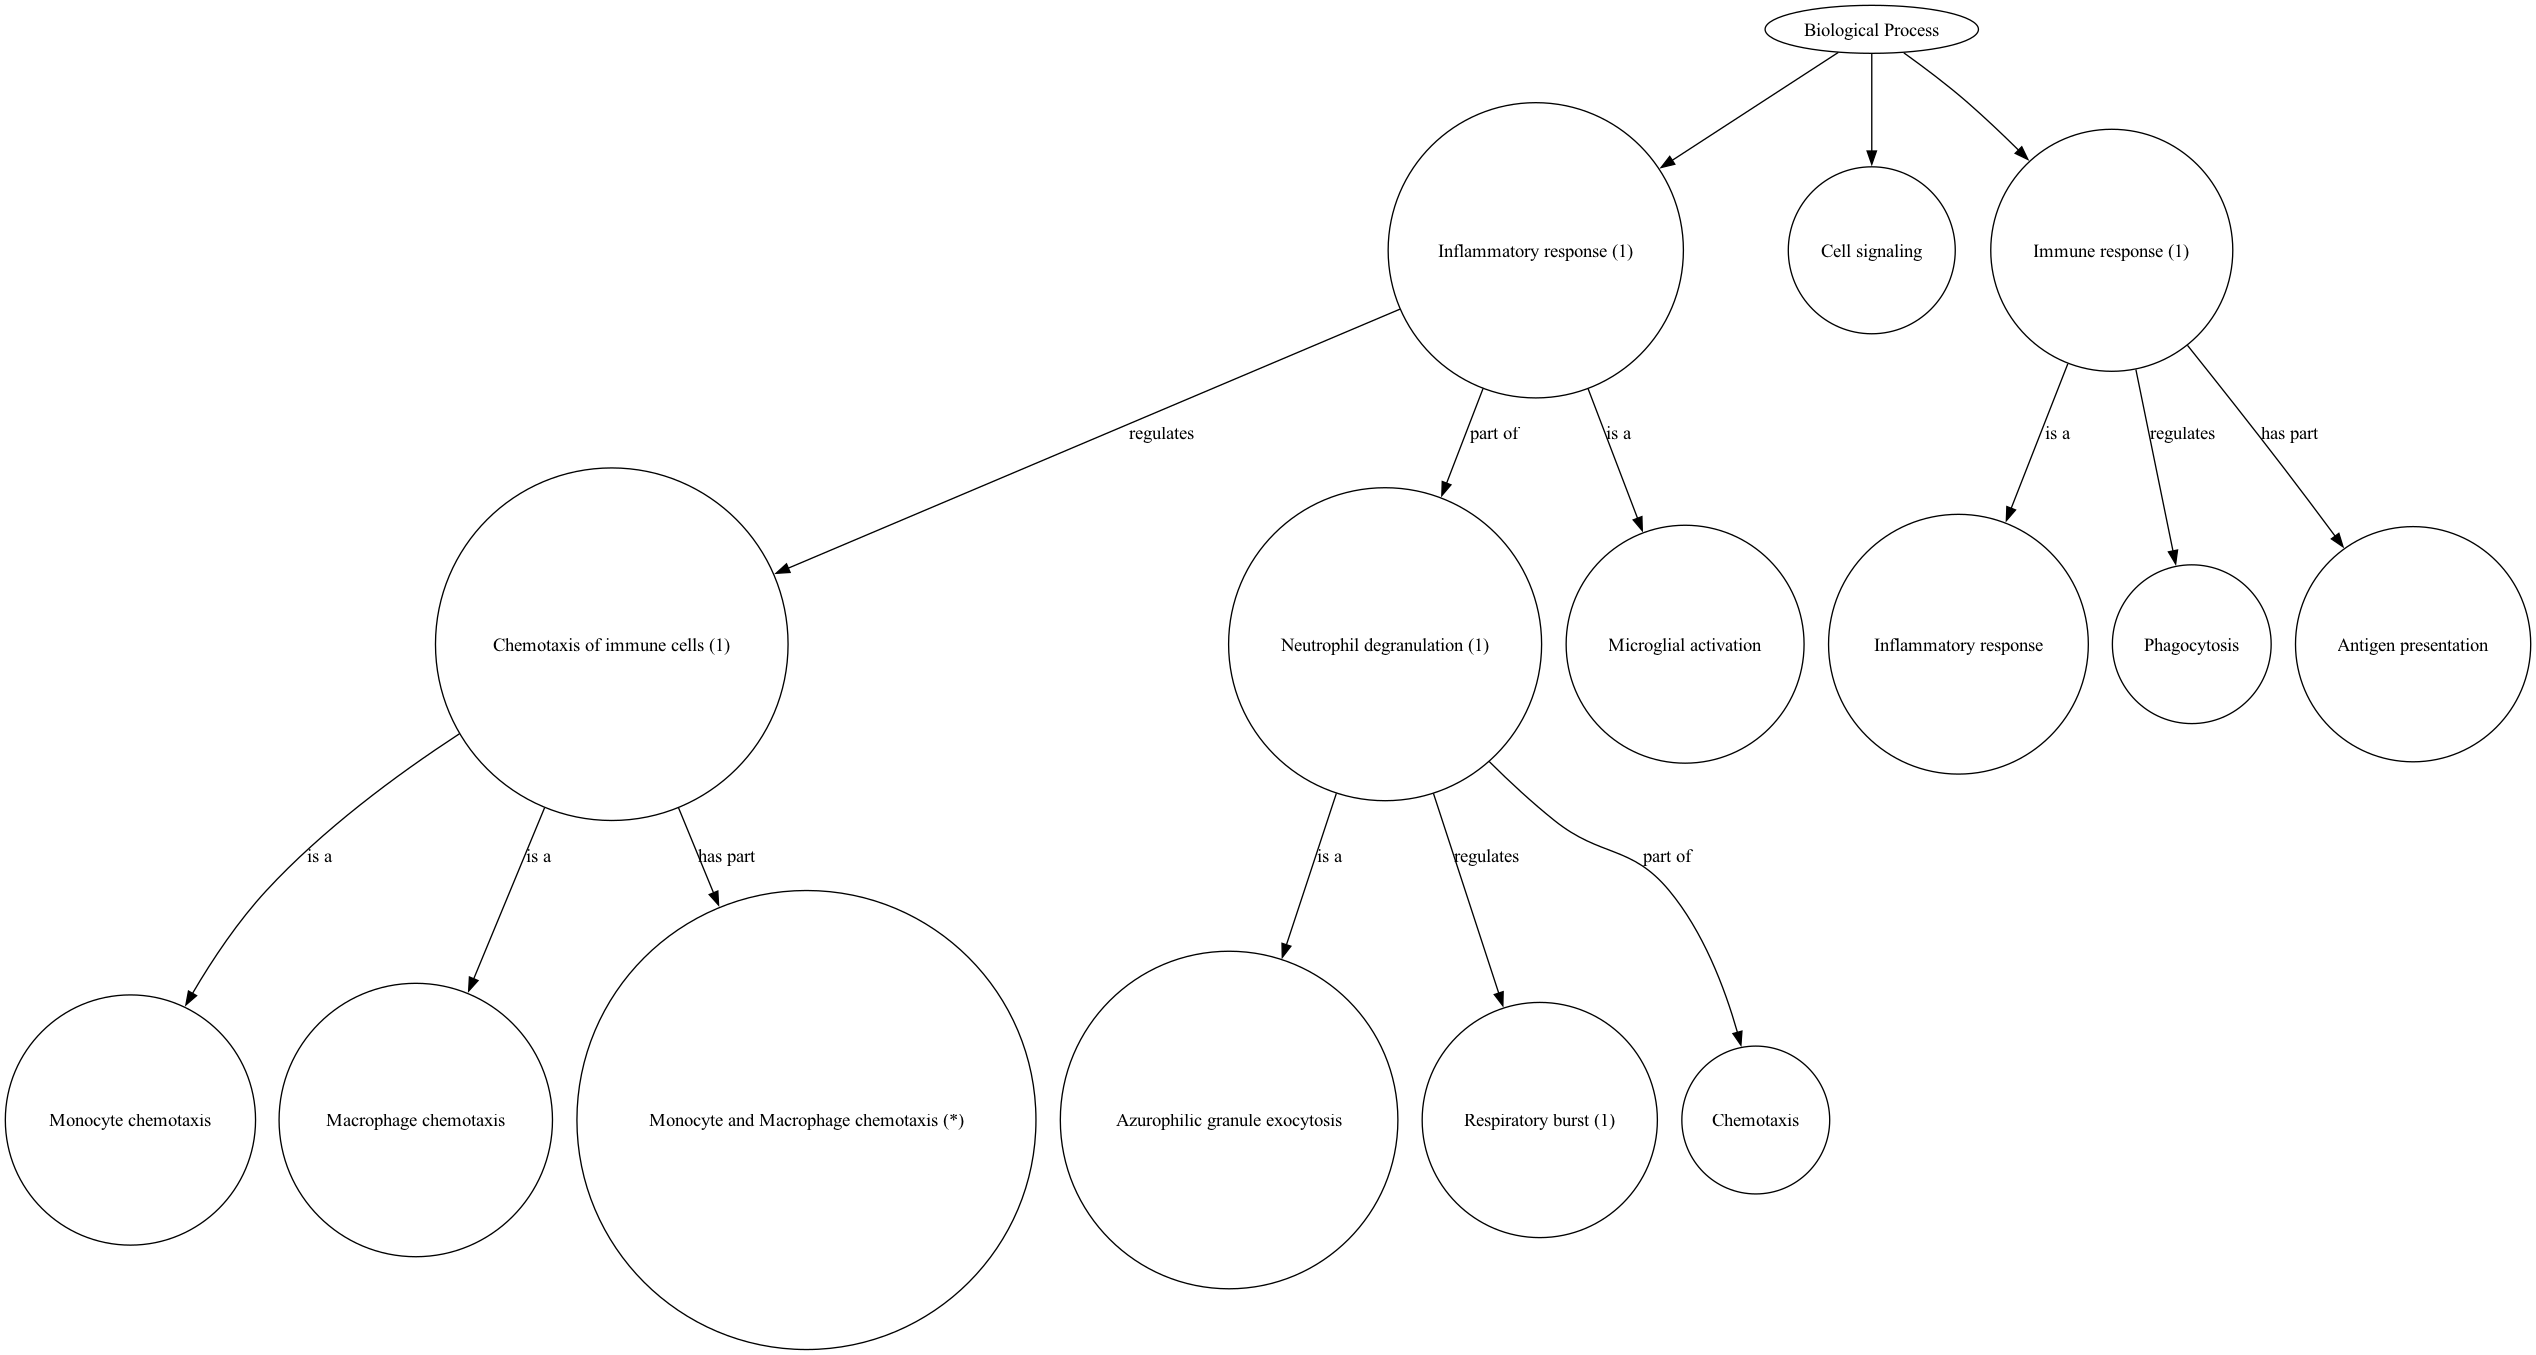 Biological Process
Inflammatory response (1)
Cell signaling
Immune response (1)
regulates
part of
is a
is a
regulates
has part
Chemotaxis of immune cells (1)
Neutrophil degranulation (1)
Microglial activation
Inflammatory response
Phagocytosis
Antigen presentation
is a
is a
has part
is a
regulates
part of
Monocyte chemotaxis
Macrophage chemotaxis
Monocyte and Macrophage chemotaxis (*)
Azurophilic granule exocytosis
Respiratory burst (1)
Chemotaxis